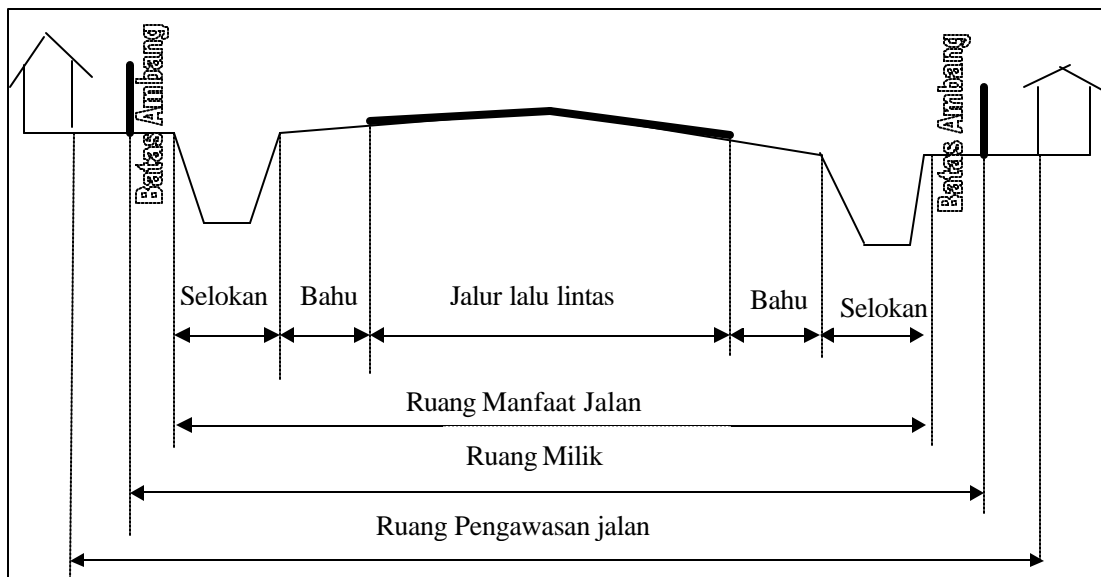 Batas Ambang
Batas Ambang
Selokan
Bahu
Jalur lalu lintas
Bahu
Selokan
Ruang Manfaat Jalan
Ruang Milik
Ruang Pengawasan jalan